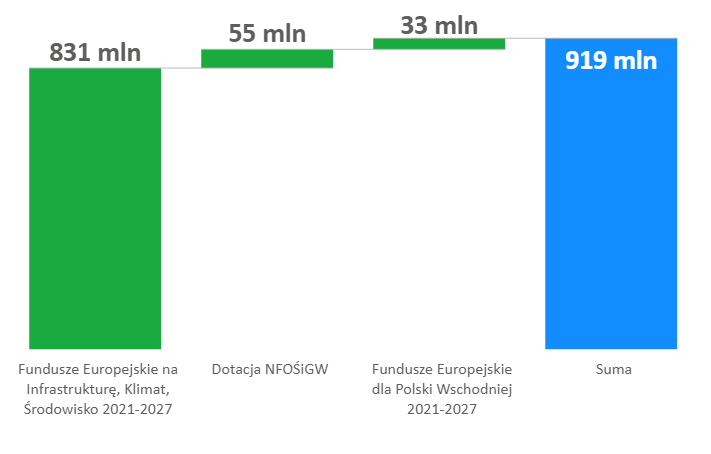 831 mln
55 mln
33 mln
919 mln
Fundusze Europejskie na
Infrastrukturę, Klimat,
Środowisko 2021-2027
Dotacja NFOŚiGW
Fundusze Europejskie
dla Polski Wschodniej
2021-2027
Suma